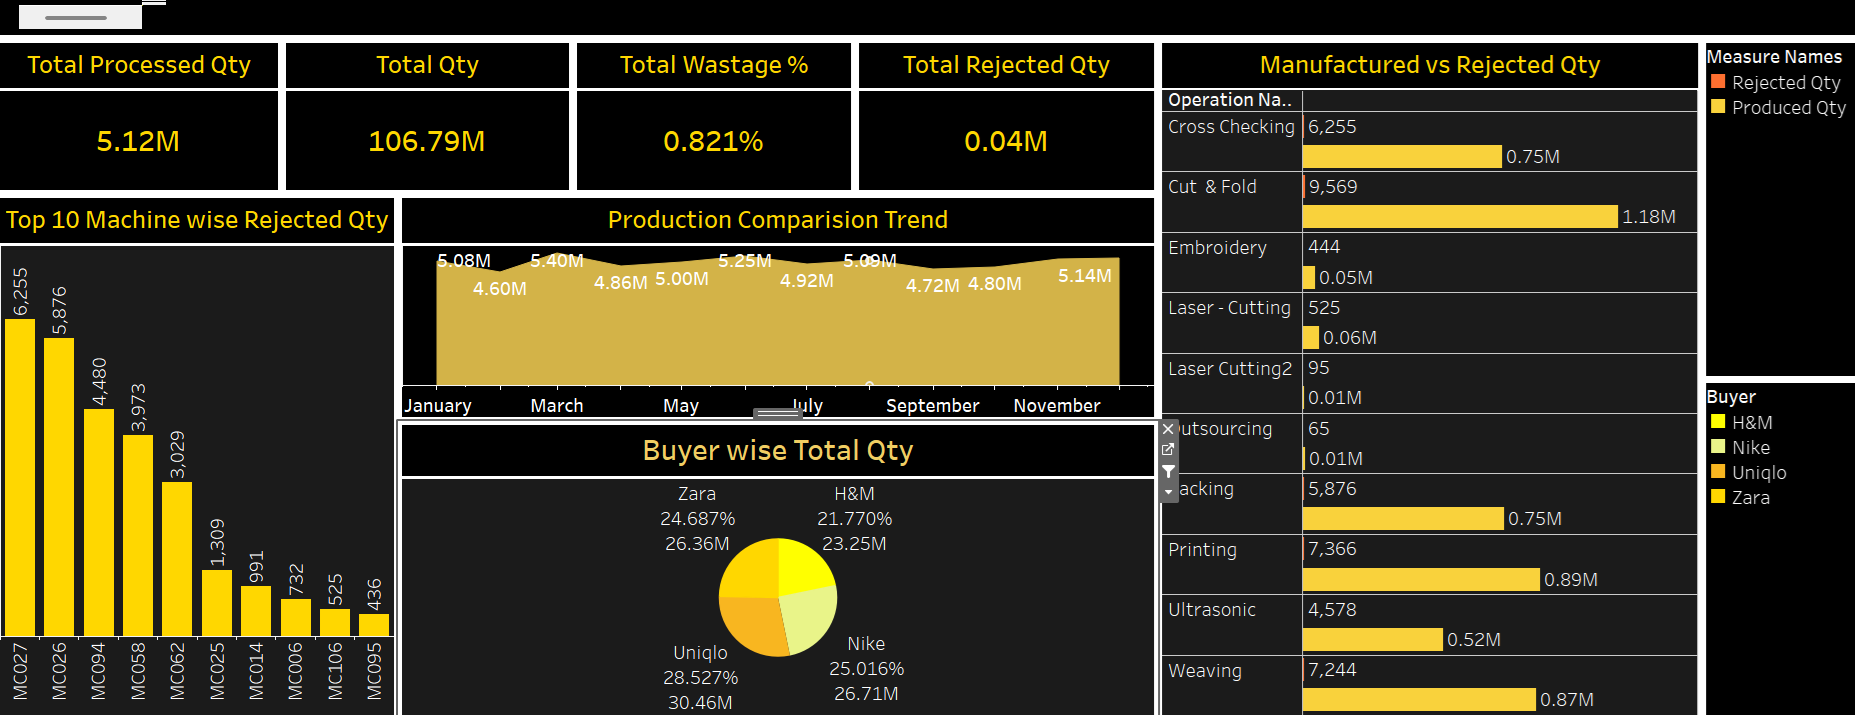 Total Processed Qty
5.12M
Total Qty
106.79M
Total Wastage %
0.821%
Total Rejected Qty
0.04M
Top 10 Machine wise Rejected Qty
6,255
5,876
4,480
3,973
3,029
1,309
991
732
525
436
MC027
MC026
MC094
MC058
MC062
MC025
MC014
MC006
MC106
MC095
Production Comparision Trend
5.08M
4.60M
5.40M
4.86M
5.00M
5.25M
4.92M
5.09M
4.72M
4.80M
5.14M
January
March
May
July
September
November
Buyer wise Total Qty
Zara
24.687%
26.36M
H&M
21.770%
23.25M
Uniqlo
28.527%
30.46M
Nike
25.016%
26.71M
Manufactured vs Rejected Qty
Operation Na..
Cross Checking 6,255
0.75M
Cut & Fold 9,569
1.18M
Embroidery 444
0.05M
Laser - Cutting 525
0.06M
Laser Cutting2 95
0.01M
Outsourcing 65
0.01M
acking 5,876
0.75M
Printing 7,366
0.89M
Ultrasonic 4,578
0.52M
Weaving 7,244
0.87M
Measure Names
Rejected Qty
Produced Qty
Buyer
H&M
Nike
Uniqlo
Zara